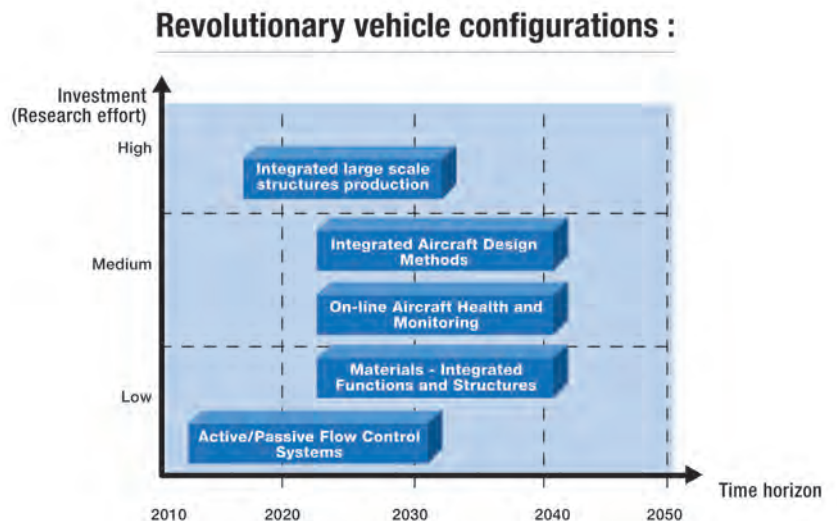 Revolutionary vehicle configurations :
Investment
(Research effort)
High
Integrated large scale
structures production
Integrated Aircraft Design
Methods
Medium
On-line Aircraft Health and
Monitoring
Materials - Integrated
Functions and Structures
Low
Active/Passive Flow Control
Systems
Time horizon
2010 2020 2030 2040 2050